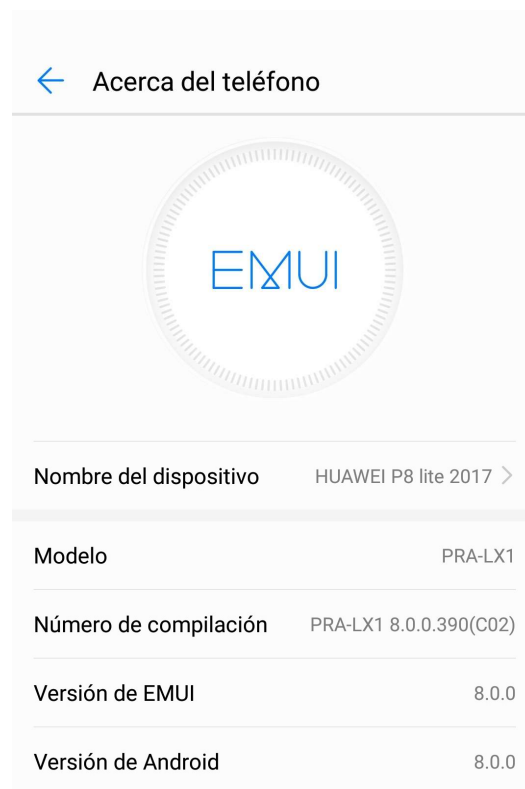 Acerca del teléfono
EMUI
Nombre del dispositivo HUAWEI P8 lite 2017
Modelo PRA-LX1
Número de compilación PRA-LX1 8.0.0.390(C02)
Versión de EMUI 8.0.0
Versión de Android 8.0.0